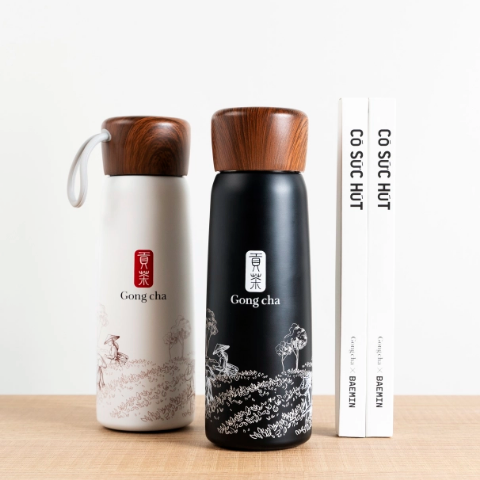 貢茶
Gong cha
貢茶
Gong cha
CÓ SỨC HÚT
Gong cha × BAEMIN
CÓ SỨC HÚT
Gong cha × BAEMIN